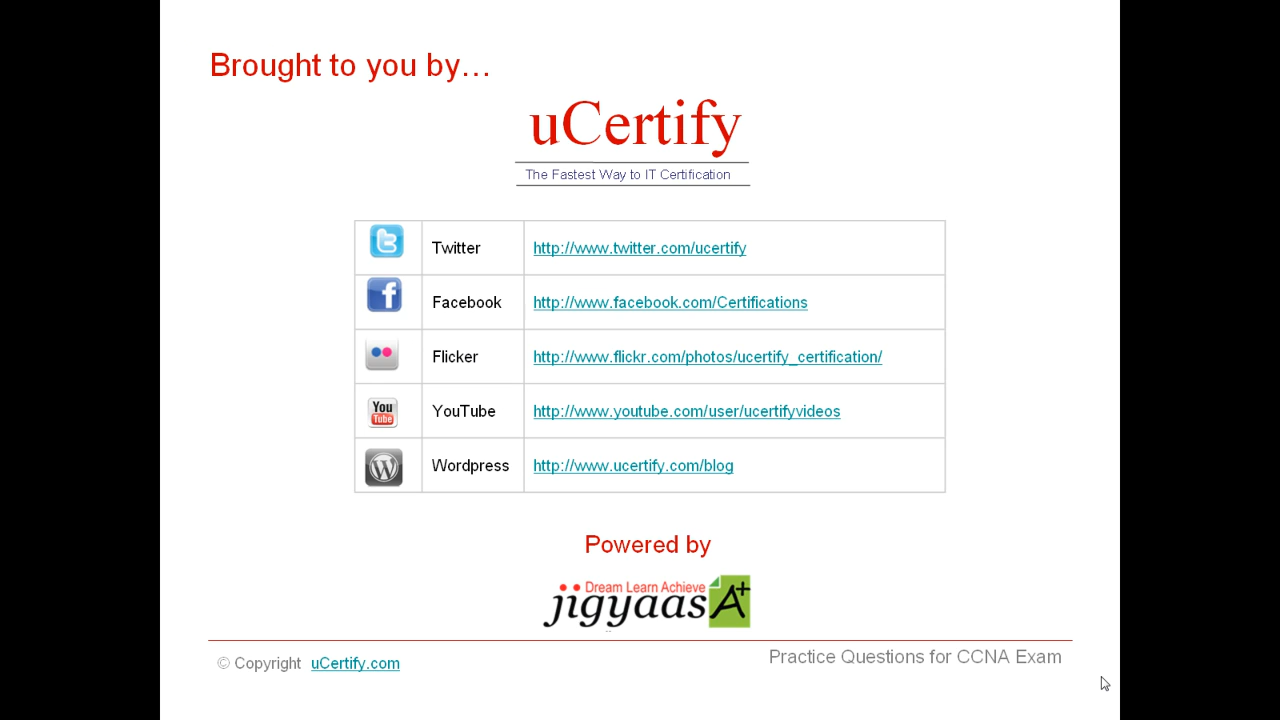 Brought to you by…
uCertify
The Fastest Way to IT Certification
Twitter http://www.twitter.com/ucertify
Facebook http://www.facebook.com/Certifications
Flicker http://www.flickr.com/photos/ucertify_certification/
You Tube YouTube http://www.youtube.com/user/ucertifyvideos
Wordpress http://www.ucertify.com/blog
Powered by
Dream Learn Achieve
jigyaasA+
© Copyright uCertify.com
Practice Questions for CCNA Exam